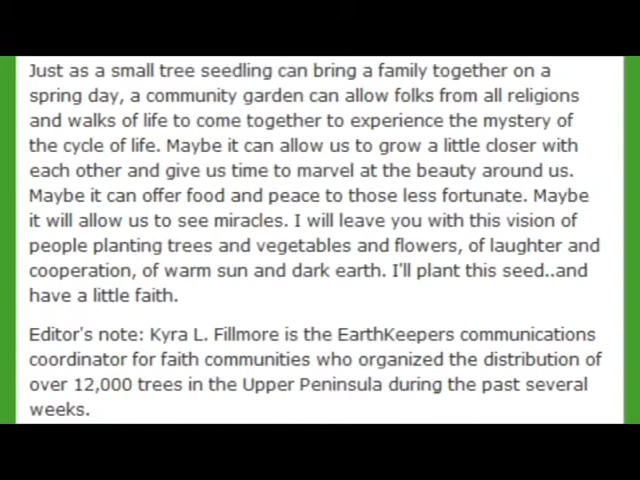 Just as a small tree seedling can bring a family together on a
spring day, a community garden can allow folks from all religions
and walks of life to come together to experience the mystery of
the cycle of life. Maybe it can allow us to grow a little closer with
each other and give us time to marvel at the beauty around us.
Maybe it can offer food and peace to those less fortunate. Maybe
it will allow us to see miracles. I will leave you with this vision of
people planting trees and vegetables and flowers, of laughter and
cooperation, of warm sun and dark earth. I'll plant this seed..and
have a little faith.
Editor's note: Kyra L. Fillmore is the EarthKeepers communications
coordinator for faith communities who organized the distribution of
over 12,000 trees in the Upper Peninsula during the past several
weeks.